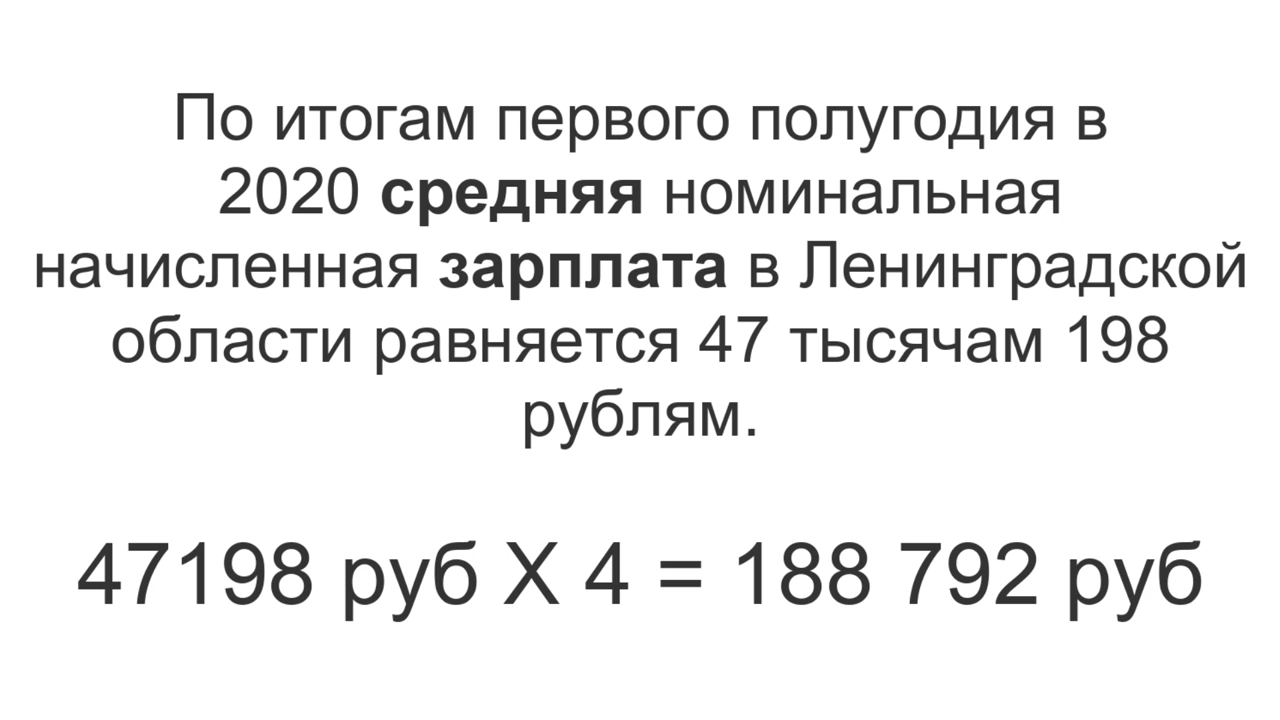 По итогам первого полугодия в
2020 средняя номинальная
начисленная зарплата в Ленинградской
области равняется 47 тысячам 198
рублям.
47198 руб X 4 = 188 792 руб